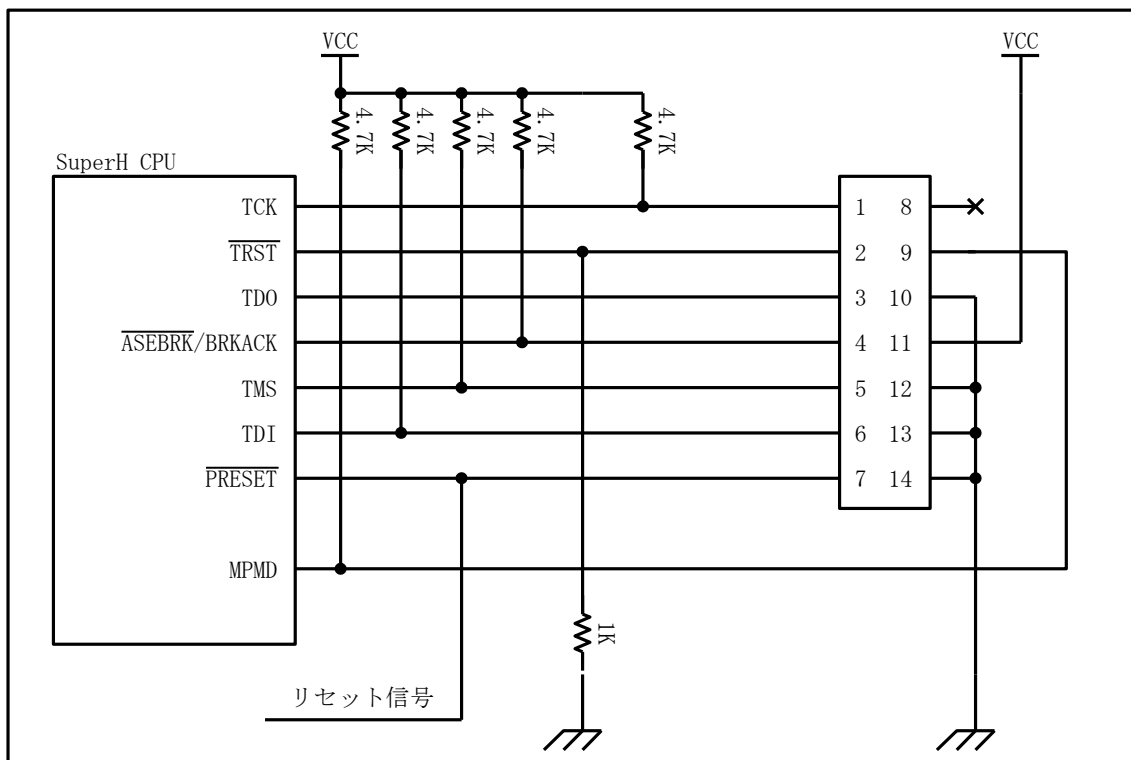 VCC
VCC
4.7K
4.7K
4.7K
4.7K
4.7K
SuperH CPU
TCK
1 8
TRST
2 9
TDO
3 10
ASEBRK/BRKACK
4 11
TMS
5 12
TDI
6 13
PRESET
7 14
MPMD
1K
リセット信号